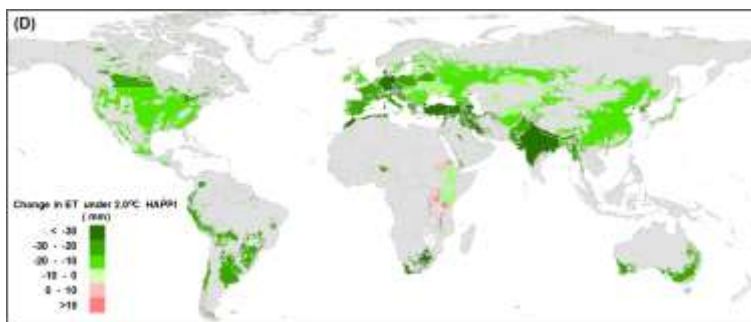 (D)
Change in ET under 2.0°C HAPPI
( mm)
< -30
-30 - -20
-20 - -10
-10 - 0
0 - 10
>10